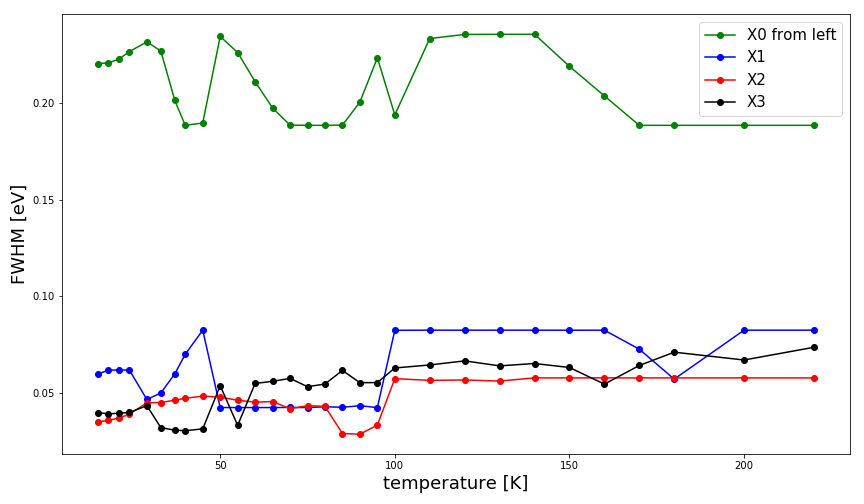 X0 from left
X1
X2
X3
0.20
0.15
0.10
0.05
FWHM [eV]
50
100
150
200
temperature [K]